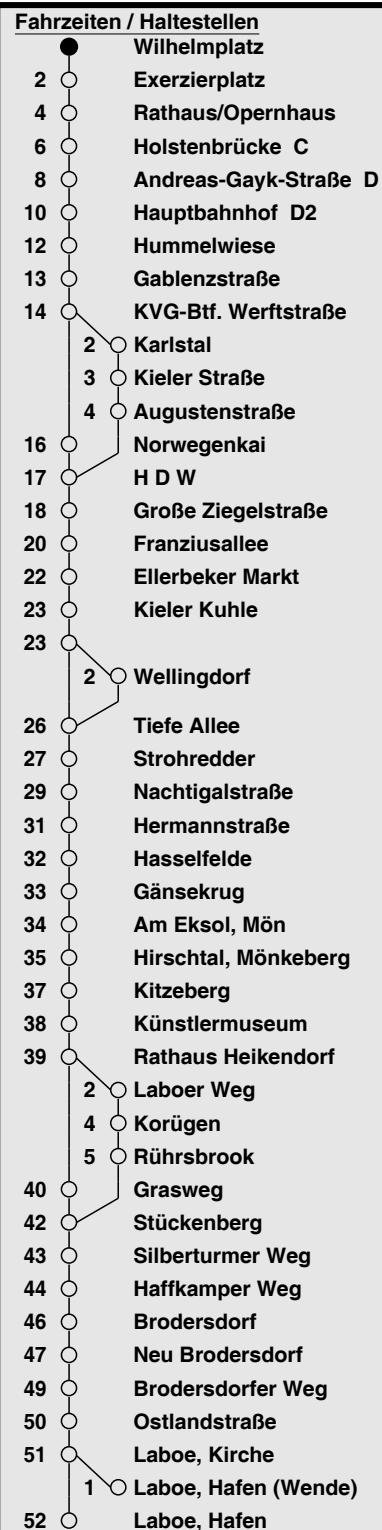 Fahrzeiten / Haltestellen
Wilhelmplatz
2 Exerzierplatz
4 Rathaus/Opernhaus
6 Holstenbrücke C
8 Andreas-Gayk-Straße D
10 Hauptbahnhof D2
12 Hummelwiese
13 Gablenzstraße
14 KVG-Btf. Werftstraße
2 Karlstal
3 Kieler Straße
4 Augustenstraße
16 Norwegenkai
17 H D W
18 Große Ziegelstraße
20 Franziusallee
22 Ellerbeker Markt
23 Kieler Kuhle
23
2 Wellingdorf
26 Tiefe Allee
27 Strohredder
29 Nachtigalstraße
31 Hermannstraße
32 Hasselfelde
33 Gänsekrug
34 Am Eksol, Mön
35 Hirschtal, Mönkeberg
37 Kitzeberg
38 Künstlermuseum
39 Rathaus Heikendorf
2 Laboer Weg
4 Korügen
5 Rührsbrook
40 Grasweg
42 Stückenberg
43 Silberturmer Weg
44 Haffkamper Weg
46 Brodersdorf
47 Neu Brodersdorf
49 Brodersdorfer Weg
50 Ostlandstraße
51 Laboe, Kirche
1 Laboe, Hafen (Wende)
52 Laboe, Hafen